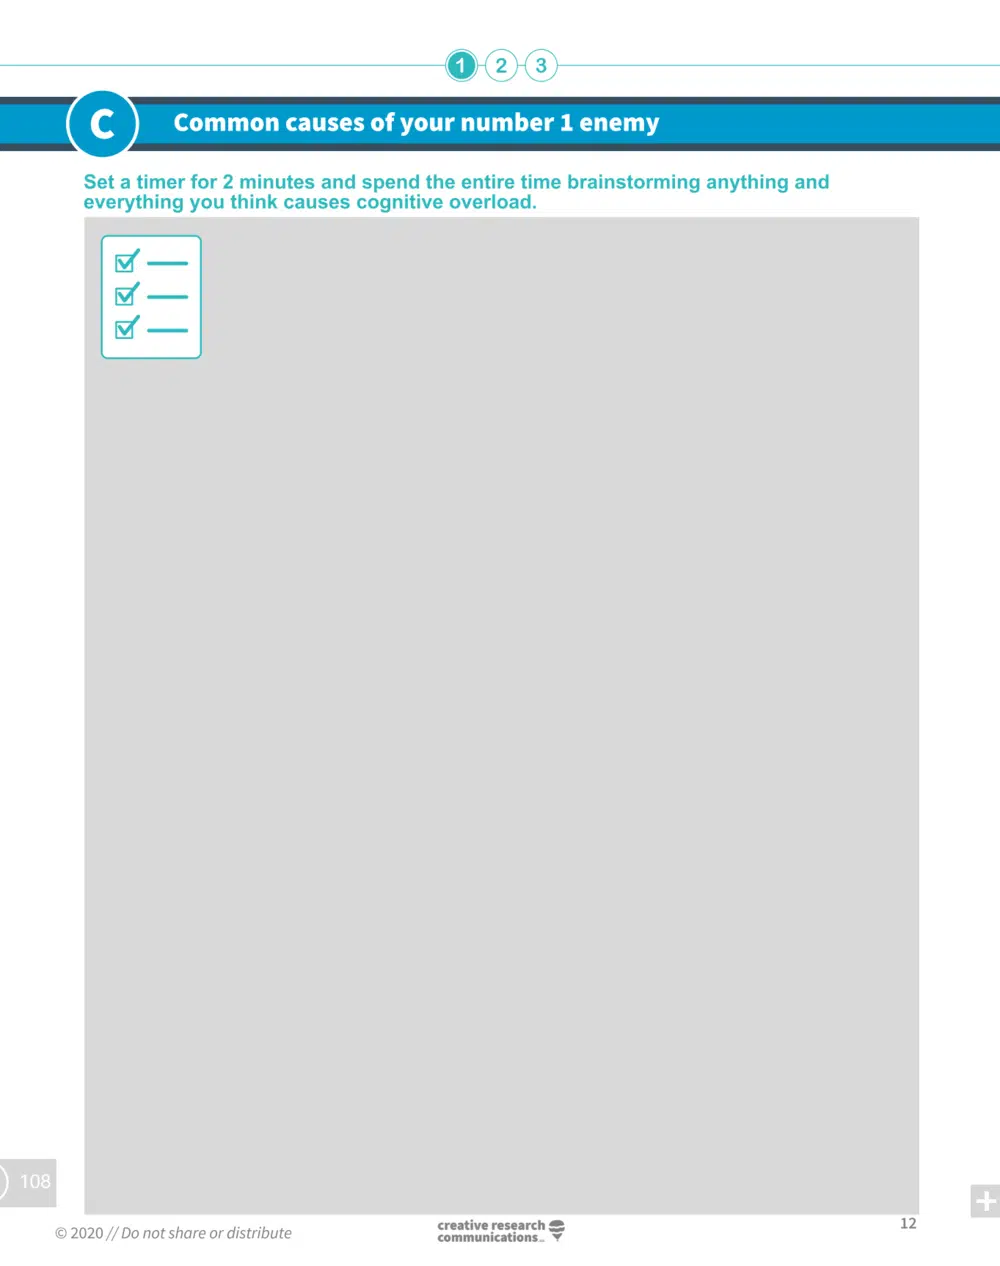 1 2 3
C Common causes of your number 1 enemy
Set a timer for 2 minutes and spend the entire time brainstorming anything and
everything you think causes cognitive overload.
108
© 2020 // Do not share or distribute
creative research
communications
12